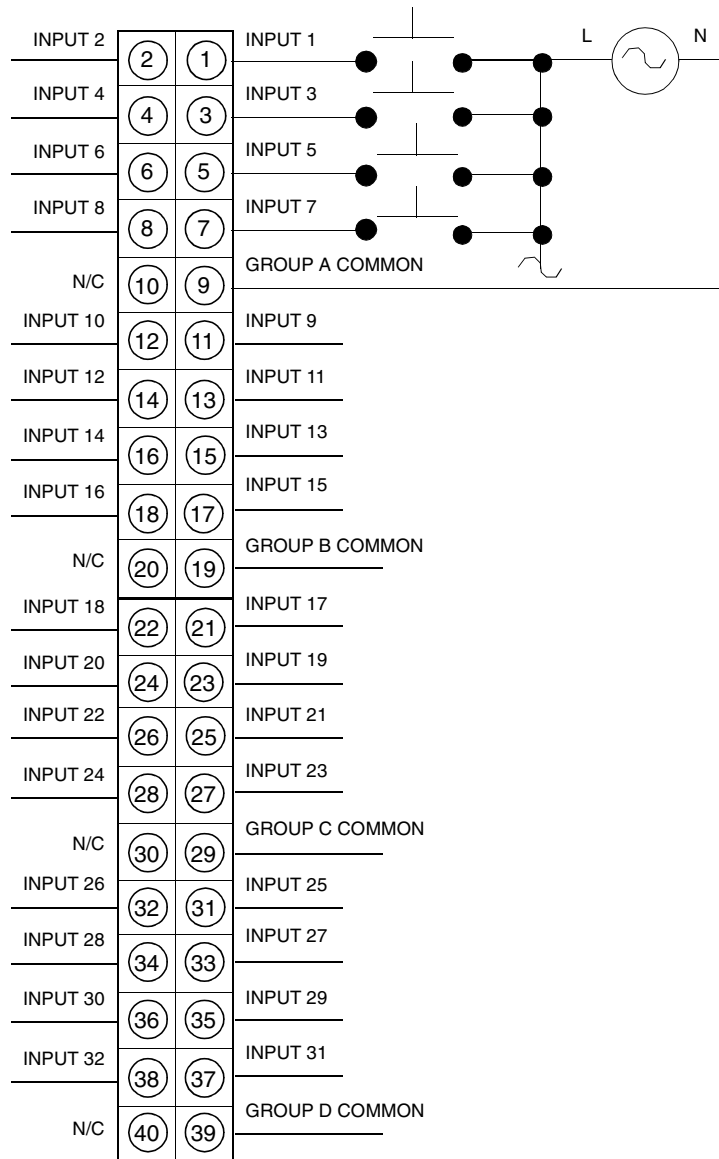 INPUT 2 2 1 INPUT 1 L N
INPUT 4 4 3 INPUT 3
INPUT 6 6 5 INPUT 5
INPUT 8 8 7 INPUT 7
N/C 10 9 GROUP A COMMON
INPUT 10 12 11 INPUT 9
INPUT 12 14 13 INPUT 11
INPUT 14 16 15 INPUT 13
INPUT 16 18 17 INPUT 15
N/C 20 19 GROUP B COMMON
INPUT 18 22 21 INPUT 17
INPUT 20 24 23 INPUT 19
INPUT 22 26 25 INPUT 21
INPUT 24 28 27 INPUT 23
N/C 30 29 GROUP C COMMON
INPUT 26 32 31 INPUT 25
INPUT 28 34 33 INPUT 27
INPUT 30 36 35 INPUT 29
INPUT 32 38 37 INPUT 31
N/C 40 39 GROUP D COMMON